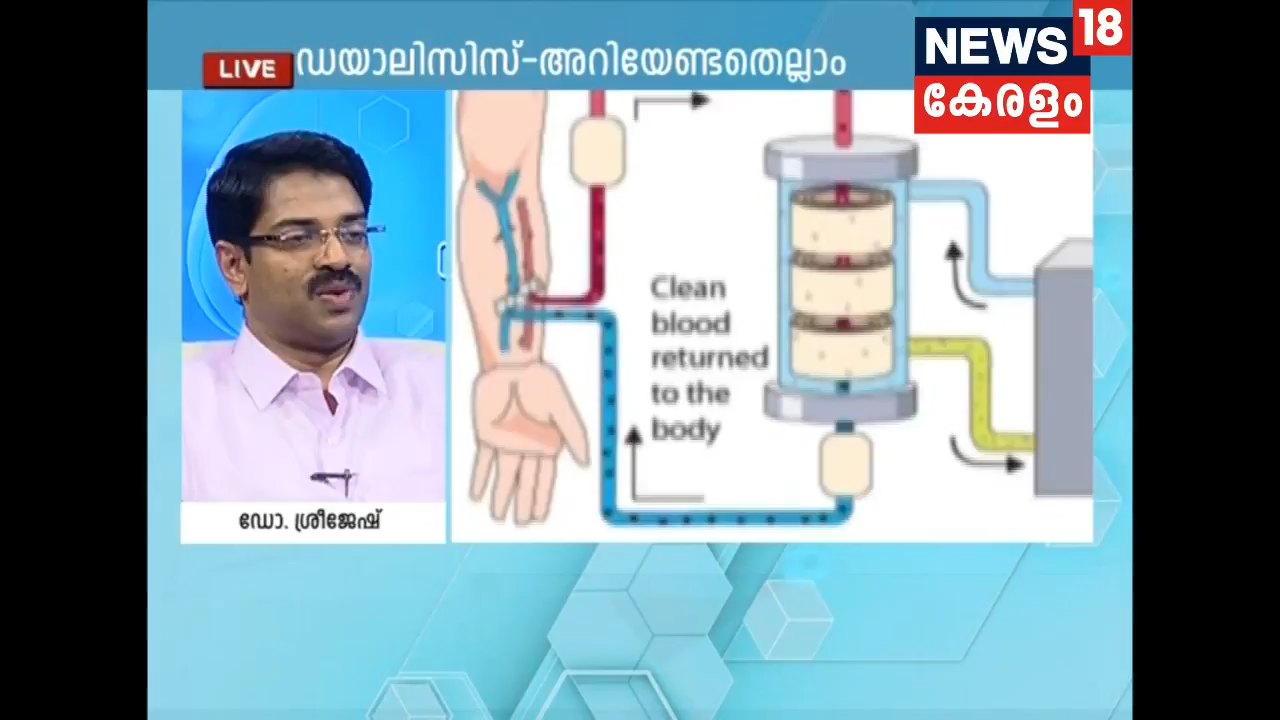 LIVE ഡയാലിസിസ്-അറിയേണ്ടതെല്ലാം
NEWS 18
കേരളം
Clean
blood
returned
to the
body
ഡോ. ശ്രീജേഷ്